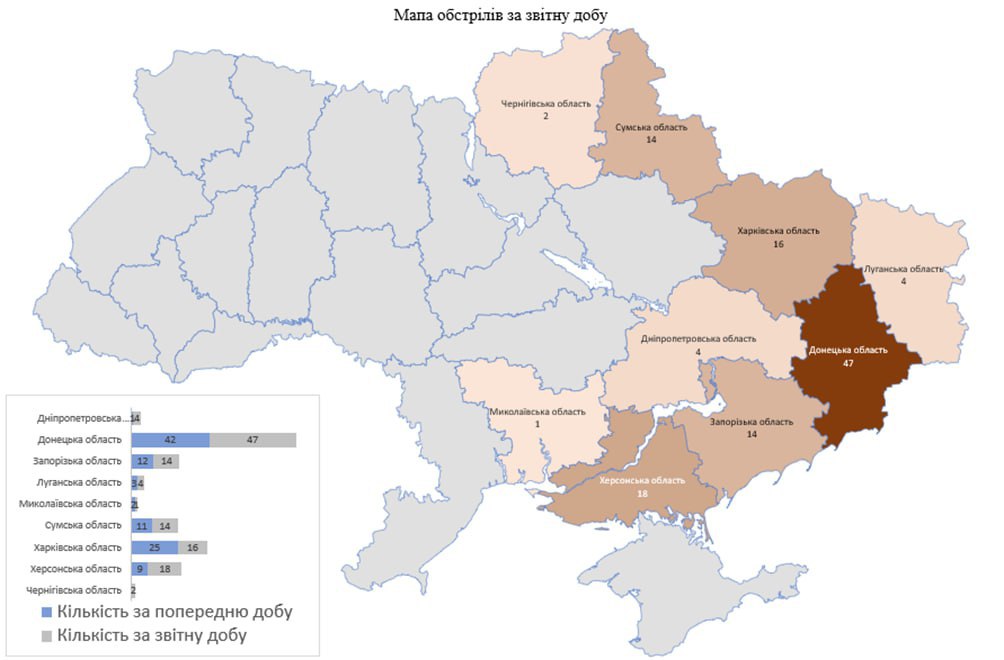 Мапа обстрілів за звітну добу
Чернігівська область
2
Сумська область
14
Харківська область
16
Луганська область
4
Дніпропетровська область
4
Донецька область
47
Миколаївська область
1
Запорізька область
14
Херсонська область
18
Дніпропетровська... 1 4
Донецька область 42 47
Запорізька область 12 14
Луганська область 3 4
Миколаївська область 2 1
Сумська область 11 14
Харківська область 25 16
Херсонська область 9 18
Чернігівська область 2
Кількість за попередню добу
Кількість за звітну добу